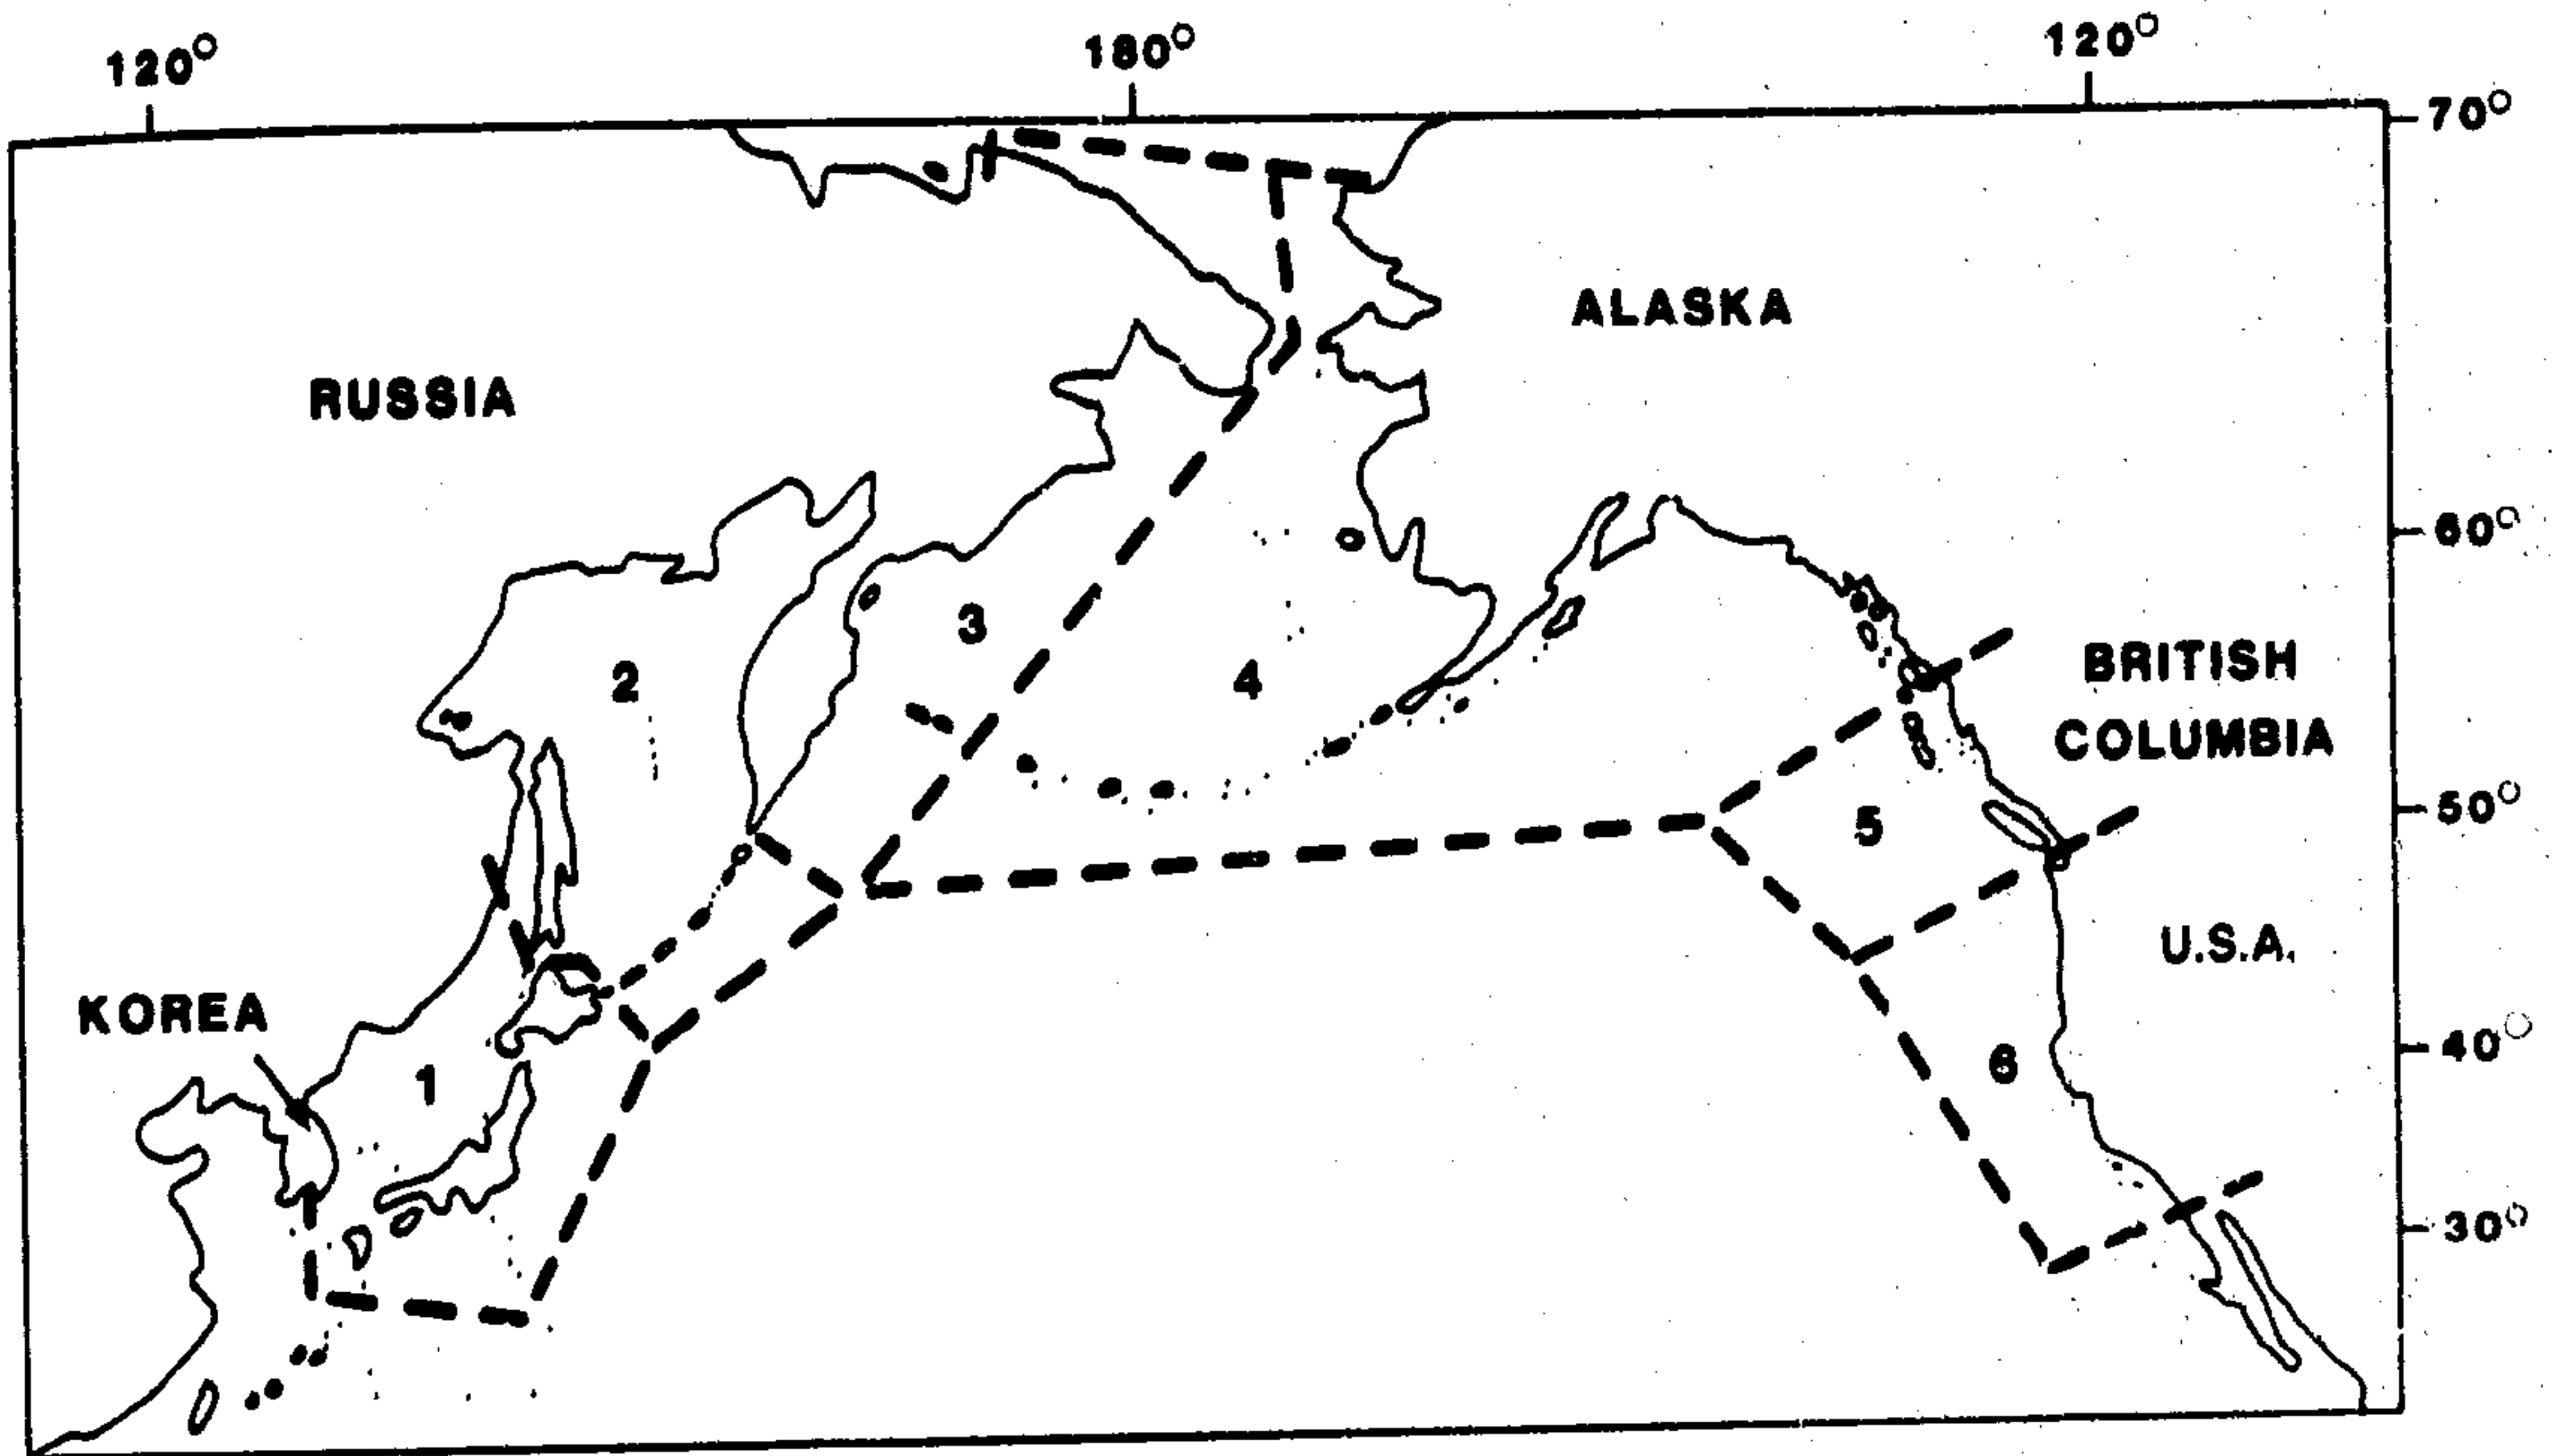 120° 180° 120°
70°
ALASKA
RUSSIA
60°
3
BRITISH
2
4
COLUMBIA
50°
5
U.S.A.
KOREA
40°
6
1
30°